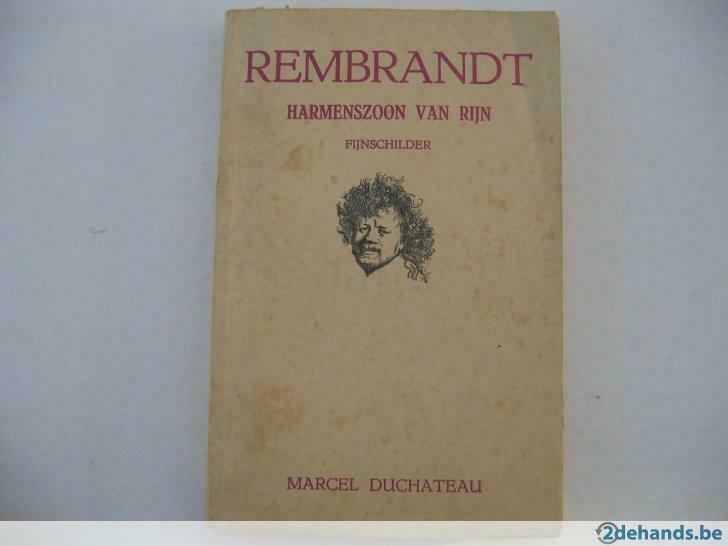 REMBRANDT
HARMENSZOON VAN RIJN
FIJNSCHILDER
MARCEL DUCHATEAU
2dehands.be